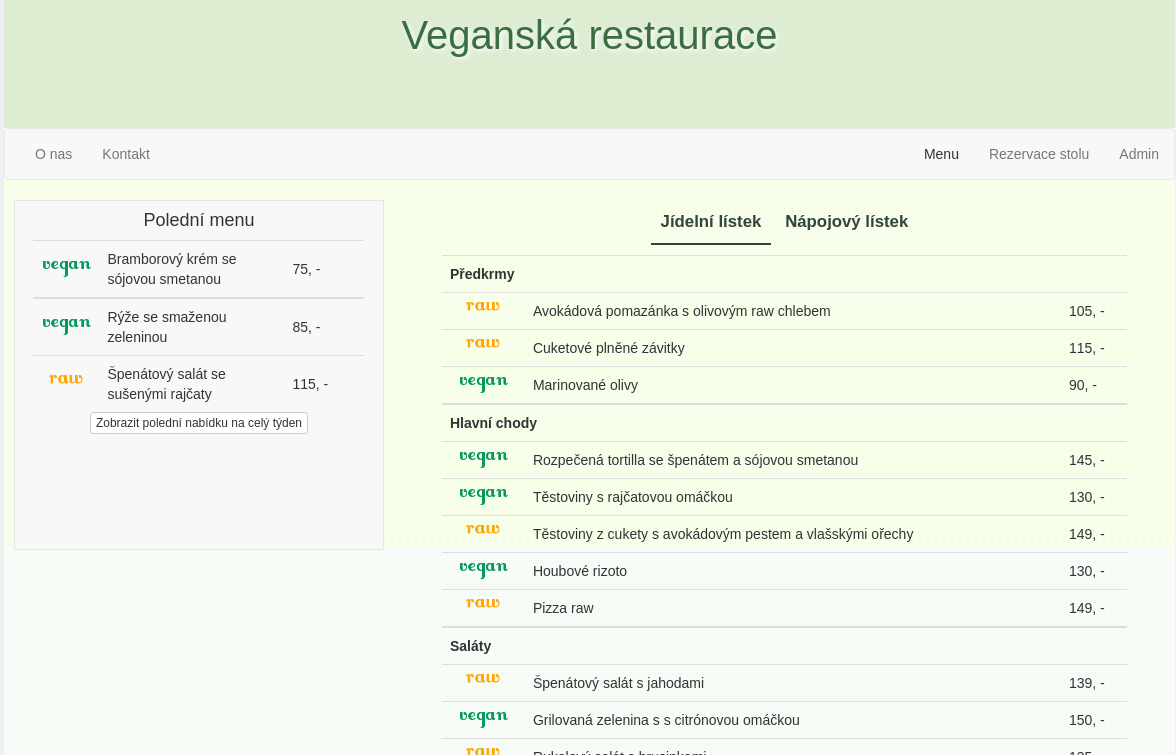 Veganská restaurace
O nas Kontakt Menu Rezervace stolu Admin
Polední menu
vegan Bramborový krém se sójovou smetanou 75, -
vegan Rýže se smaženou zeleninou 85, -
raw Špenátový salát se sušenými rajčaty 115, -
Zobrazit polední nabídku na celý týden
Jídelní lístek Nápojový lístek
Předkrmy
raw Avokádová pomazánka s olivovým raw chlebem 105, -
raw Cuketové plněné závitky 115, -
vegan Marinované olivy 90, -
Hlavní chody
vegan Rozpečená tortilla se špenátem a sójovou smetanou 145, -
vegan Těstoviny s rajčatovou omáčkou 130, -
raw Těstoviny z cukety s avokádovým pestem a vlašskými ořechy 149, -
vegan Houbové rizoto 130, -
raw Pizza raw 149, -
Saláty
raw Špenátový salát s jahodami 139, -
vegan Grilovaná zelenina s s citrónovou omáčkou 150, -
raw